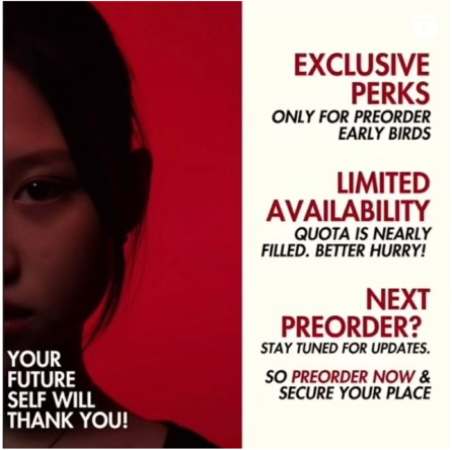 EXCLUSIVE
PERKS
ONLY FOR PREORDER
EARLY BIRDS
LIMITED
AVAILABILITY
QUOTA IS NEARLY
FILLED. BETTER HURRY!
NEXT
PREORDER?
STAY TUNED FOR UPDATES.
SO PREORDER NOW &
SECURE YOUR PLACE
YOUR
FUTURE
SELF WILL
THANK YOU!